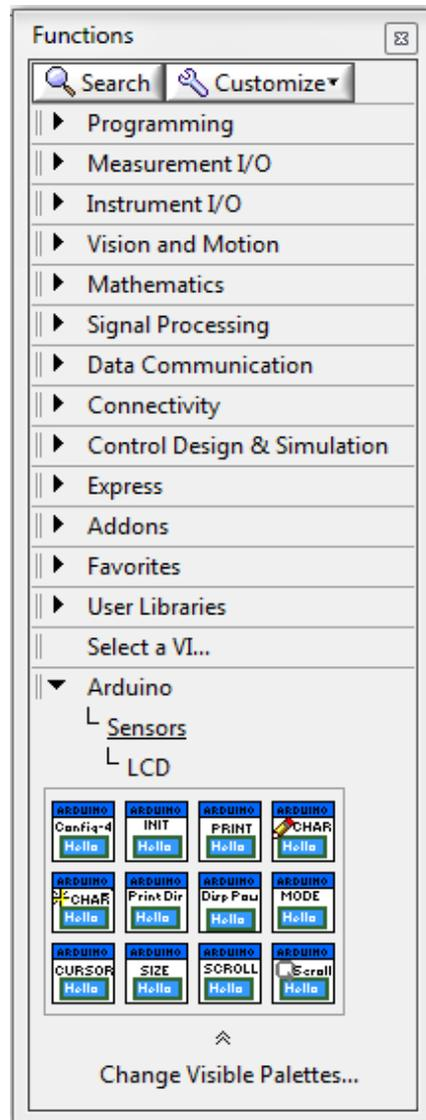 Functions
Search Customize
Programming
Measurement I/O
Instrument I/O
Vision and Motion
Mathematics
Signal Processing
Data Communication
Connectivity
Control Design & Simulation
Express
Addons
Favorites
User Libraries
Select a VI...
Arduino
Sensors
LCD
ARDUINO ARDUINO ARDUINO ARDUINO
Config-4 INIT PRINT CHAR
Hello Hello Hello Hello
ARDUINO ARDUINO ARDUINO ARDUINO
CHAR Print Dir MODE
Hello Hello Hello Hello
ARDUINO ARDUINO ARDUINO ARDUINO
CURSOR SIZE SCROLL Scroll
Hello Hello Hello Hello
Change Visible Palettes...